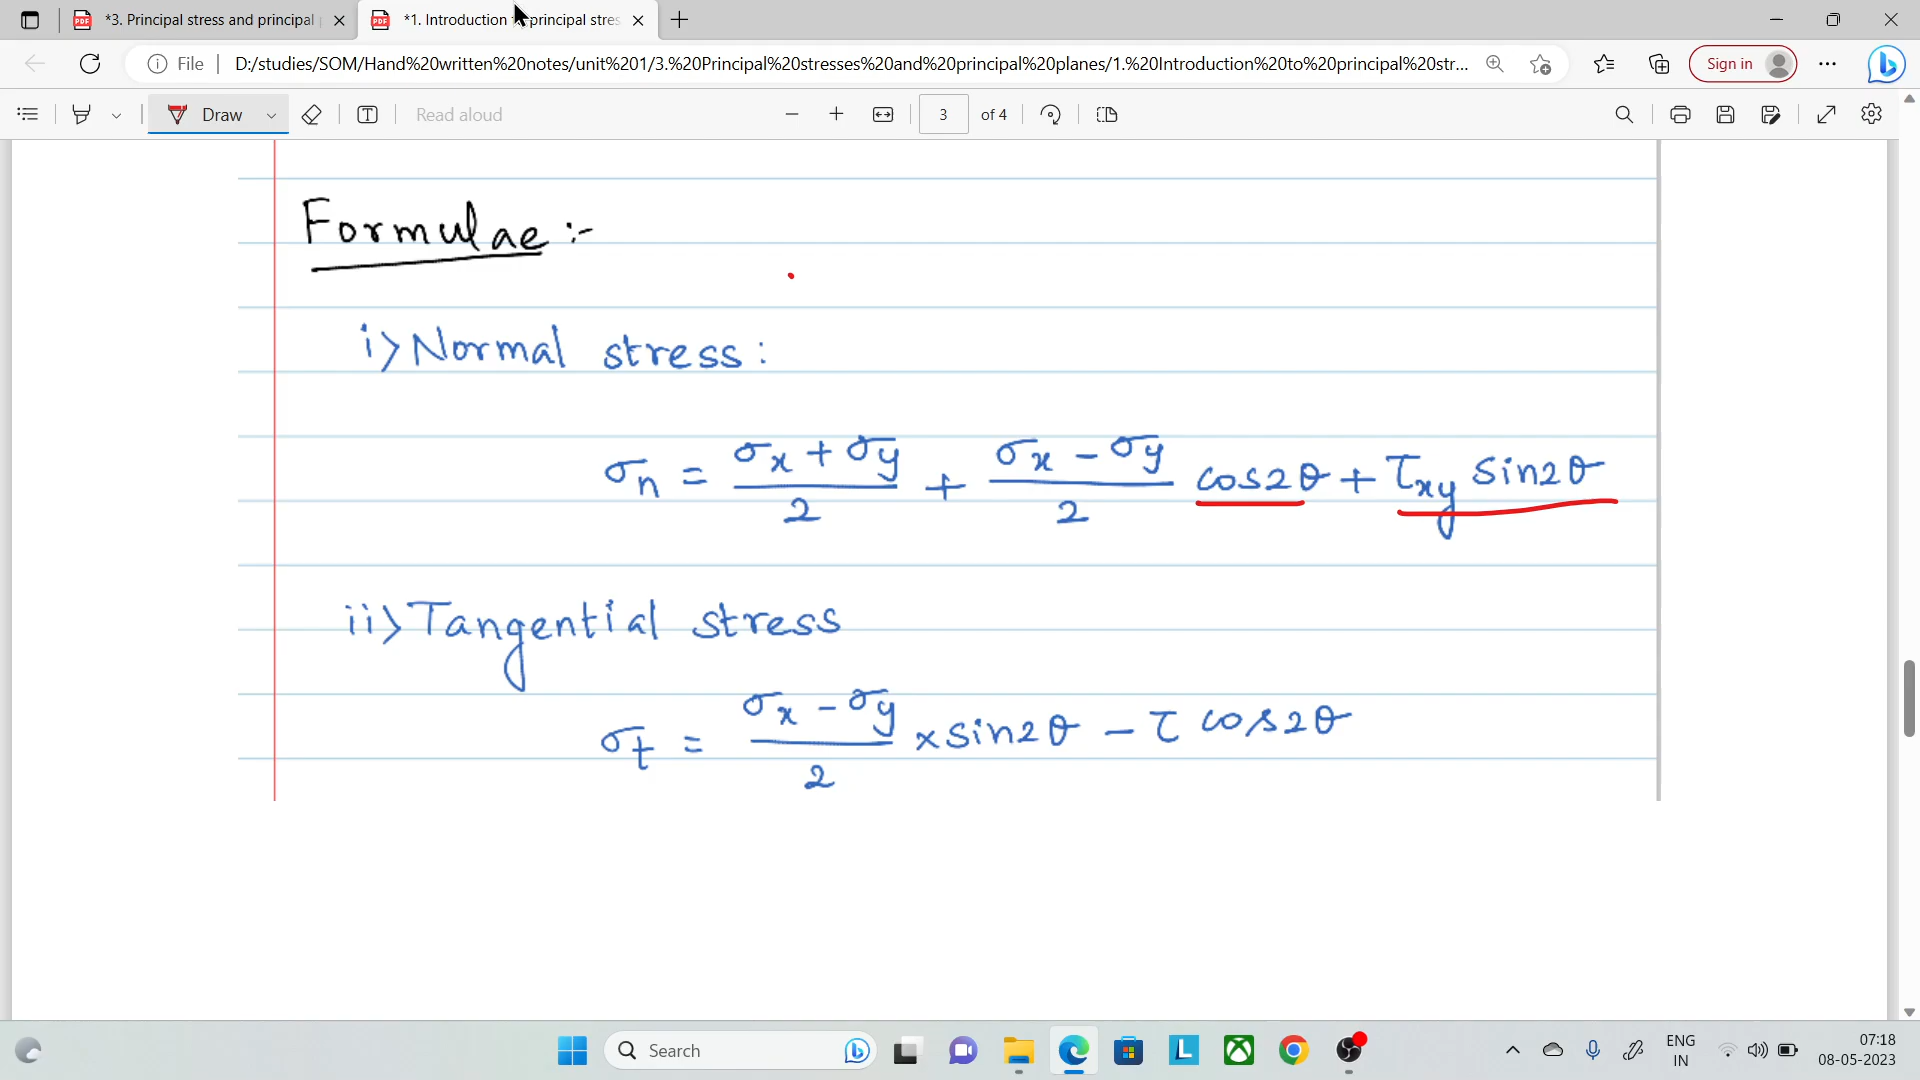 *3. Principal stress and principal
*1. Introduction principal stres
File
D:/studies/SOM/Hand%20written%20notes/unit%201/3.%20Principal%20stresses%20and%20principal%20planes/1.%20Introduction%20to%20principal%20str...
Sign in
Draw
Read aloud
3 of 4
Formulae :-
i) Normal stress:
σn = (σx + σy)/2 + (σx - σy)/2 cos2θ + τxy sin2θ
ii) Tangential stress
σt = (σx - σy)/2 x sin2θ - τ cos2θ
Search
ENG
IN
07:18
08-05-2023